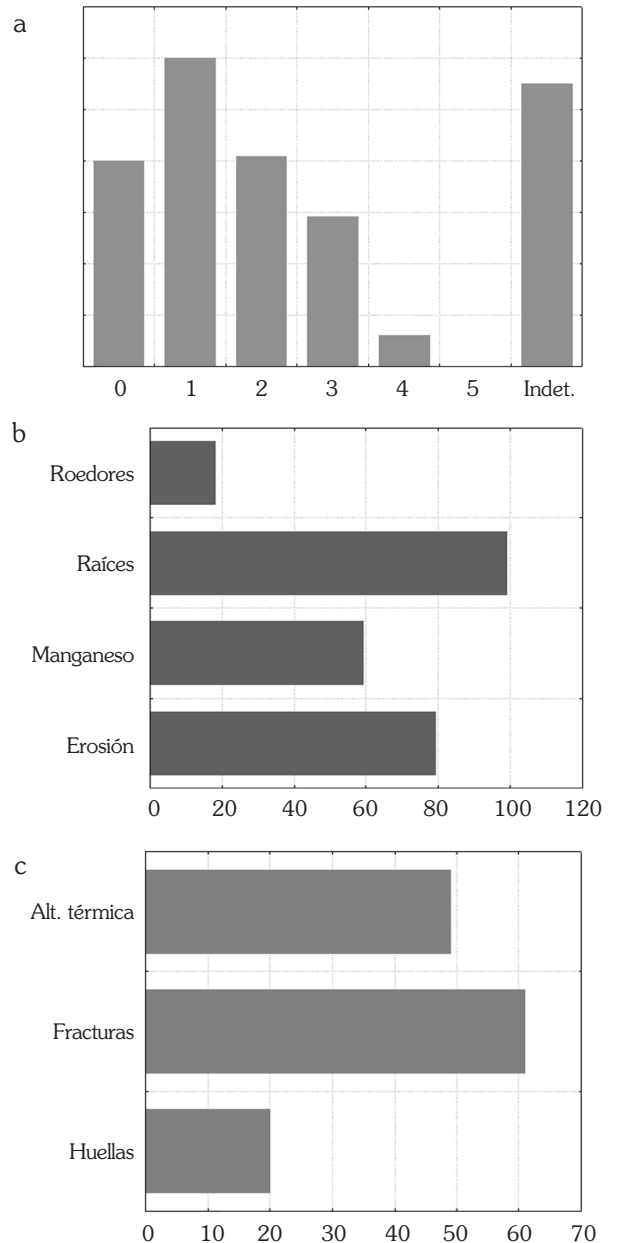 a
0 1 2 3 4 5 Indet.
b
Roedores
Raíces
Manganeso
Erosión
0 20 40 60 80 100 120
c
Alt. térmica
Fracturas
Huellas
0 10 20 30 40 50 60 70